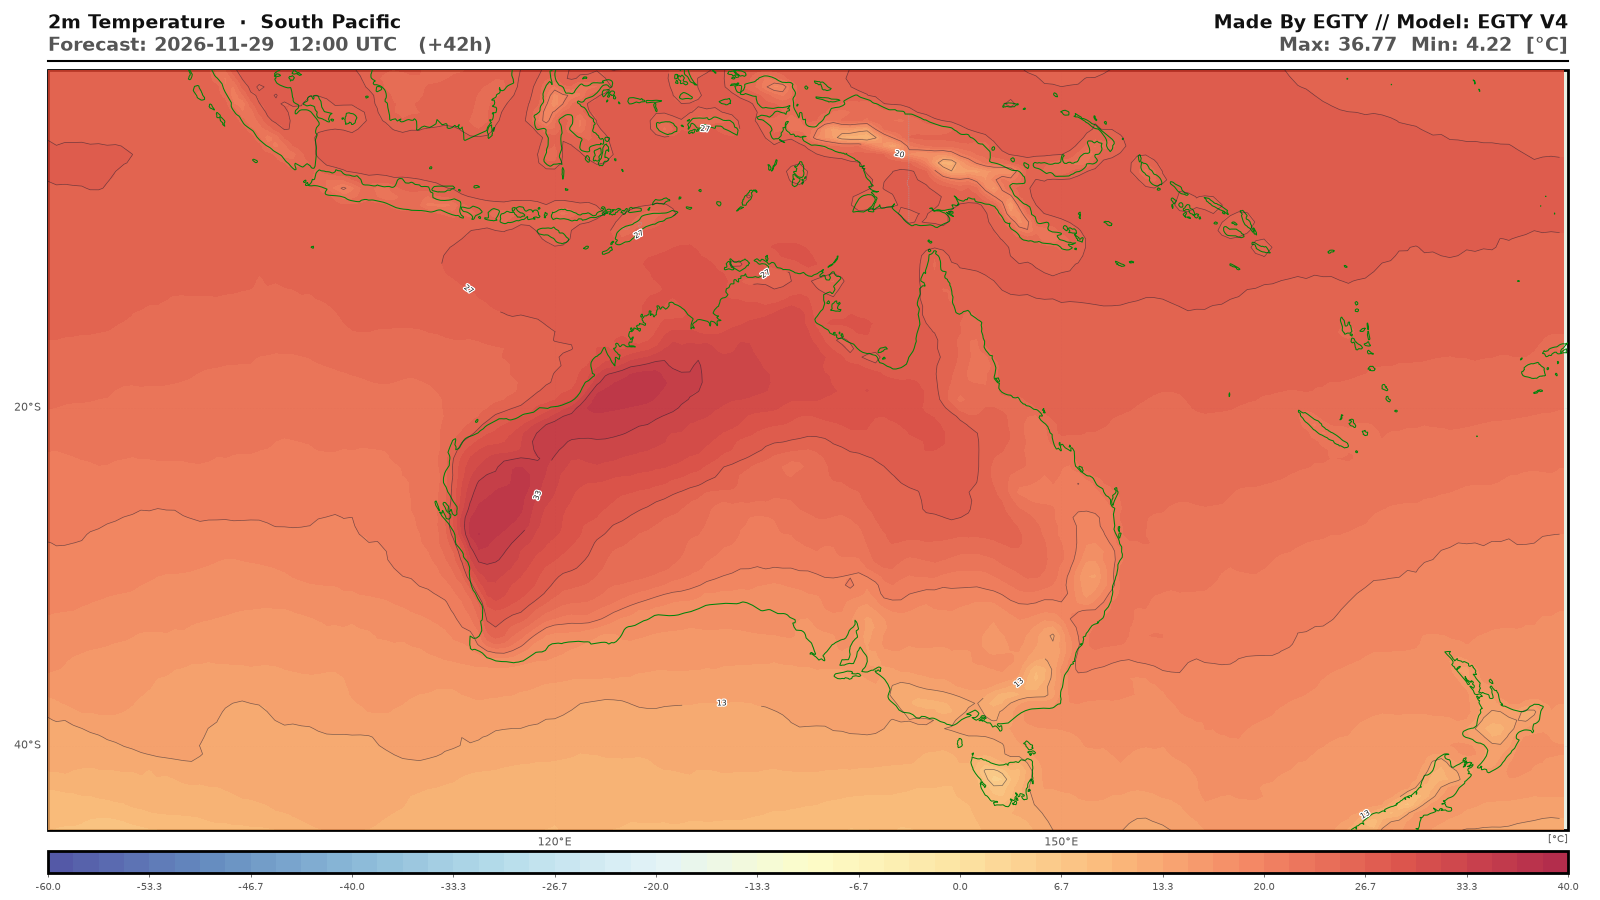 2m Temperature · South Pacific
Made By EGTY // Model: EGTY V4
Forecast: 2026-11-29 12:00 UTC (+42h)
Max: 36.77 Min: 4.22 [°C]
27
20
27
27
27
20°S
33
13
13
40°S
13
120°E
150°E
[°C]
-60.0
-53.3
-46.7
-40.0
-33.3
-26.7
-20.0
-13.3
-6.7
0.0
6.7
13.3
20.0
26.7
33.3
40.0